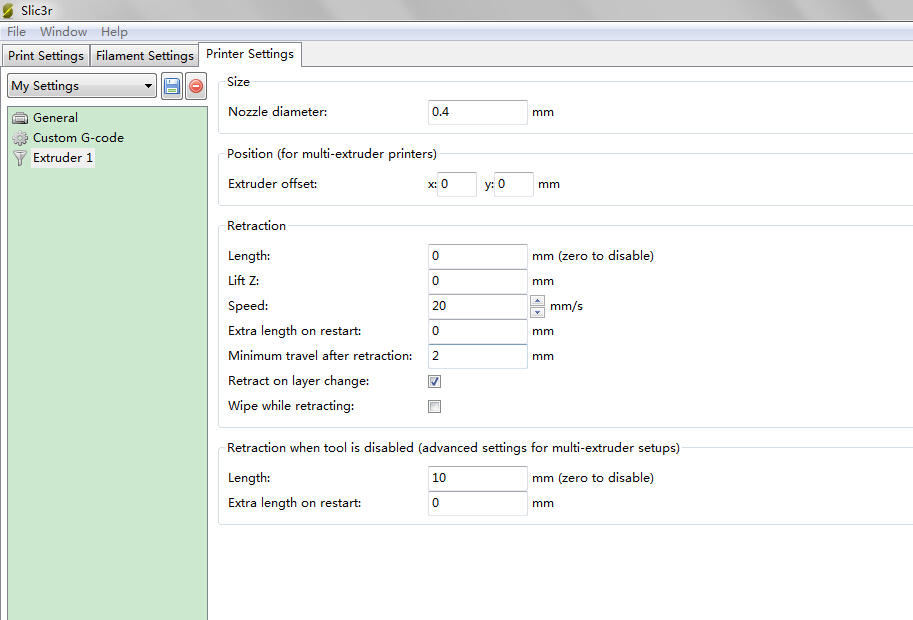 Slic3r
File Window Help
Print Settings Filament Settings Printer Settings
My Settings
General
Custom G-code
Extruder 1
Size
Nozzle diameter: 0.4 mm
Position (for multi-extruder printers)
Extruder offset: x: 0 y: 0 mm
Retraction
Length: 0 mm (zero to disable)
Lift Z: 0 mm
Speed: 20 mm/s
Extra length on restart: 0 mm
Minimum travel after retraction: 2 mm
Retract on layer change:
Wipe while retracting:
Retraction when tool is disabled (advanced settings for multi-extruder setups)
Length: 10 mm (zero to disable)
Extra length on restart: 0 mm